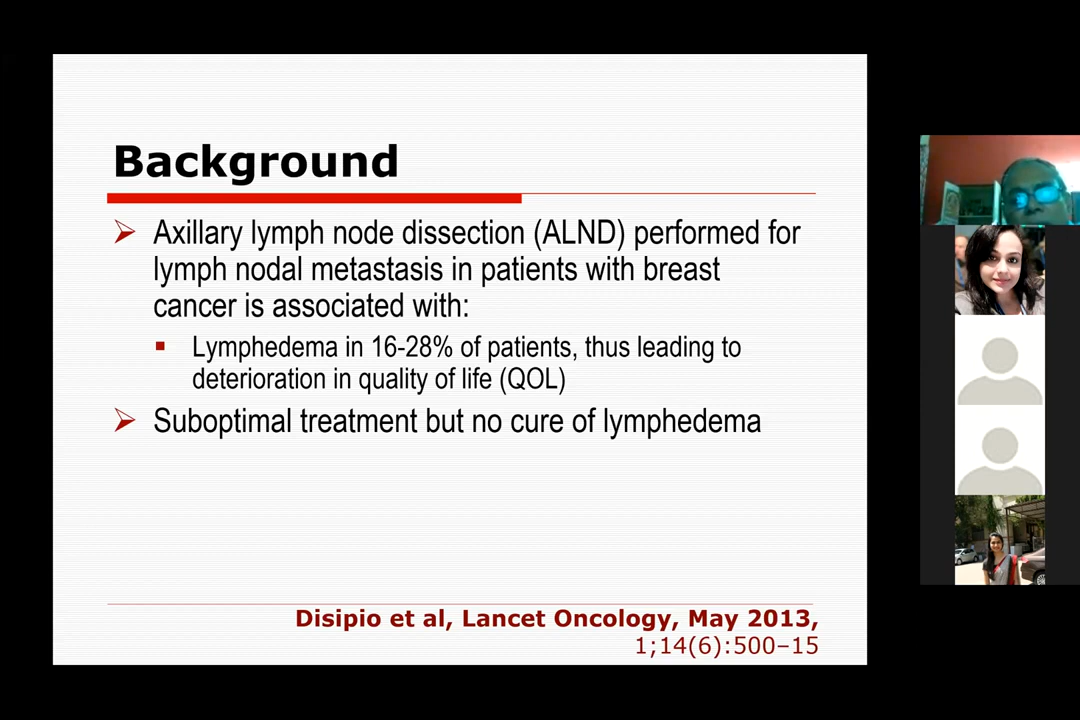 Background
➢ Axillary lymph node dissection (ALND) performed for
lymph nodal metastasis in patients with breast
cancer is associated with:
▪ Lymphedema in 16-28% of patients, thus leading to
deterioration in quality of life (QOL)
➢ Suboptimal treatment but no cure of lymphedema
Disipio et al, Lancet Oncology, May 2013,
1;14(6):500–15